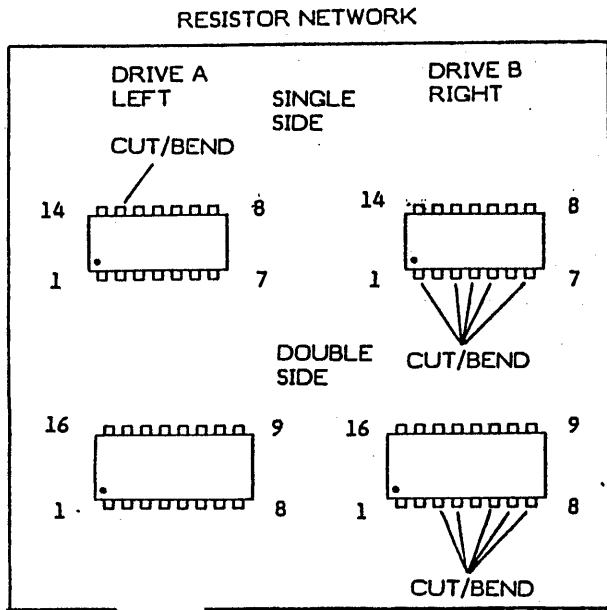 RESISTOR NETWORK
DRIVE A
LEFT
DRIVE B
RIGHT
SINGLE
SIDE
CUT/BEND
14 8 14 8
1 7 1 7
CUT/BEND
DOUBLE
SIDE
16 9 16 9
1 8 1 8
CUT/BEND